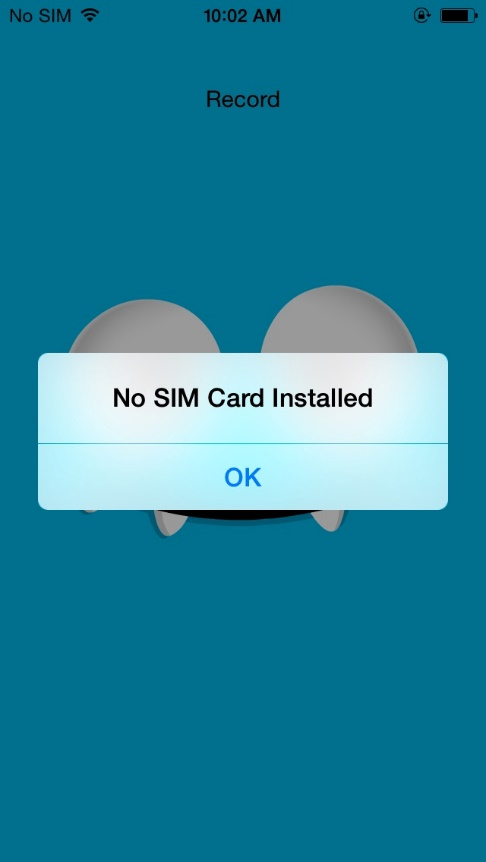 No SIM 10:02 AM
Record
No SIM Card Installed
OK